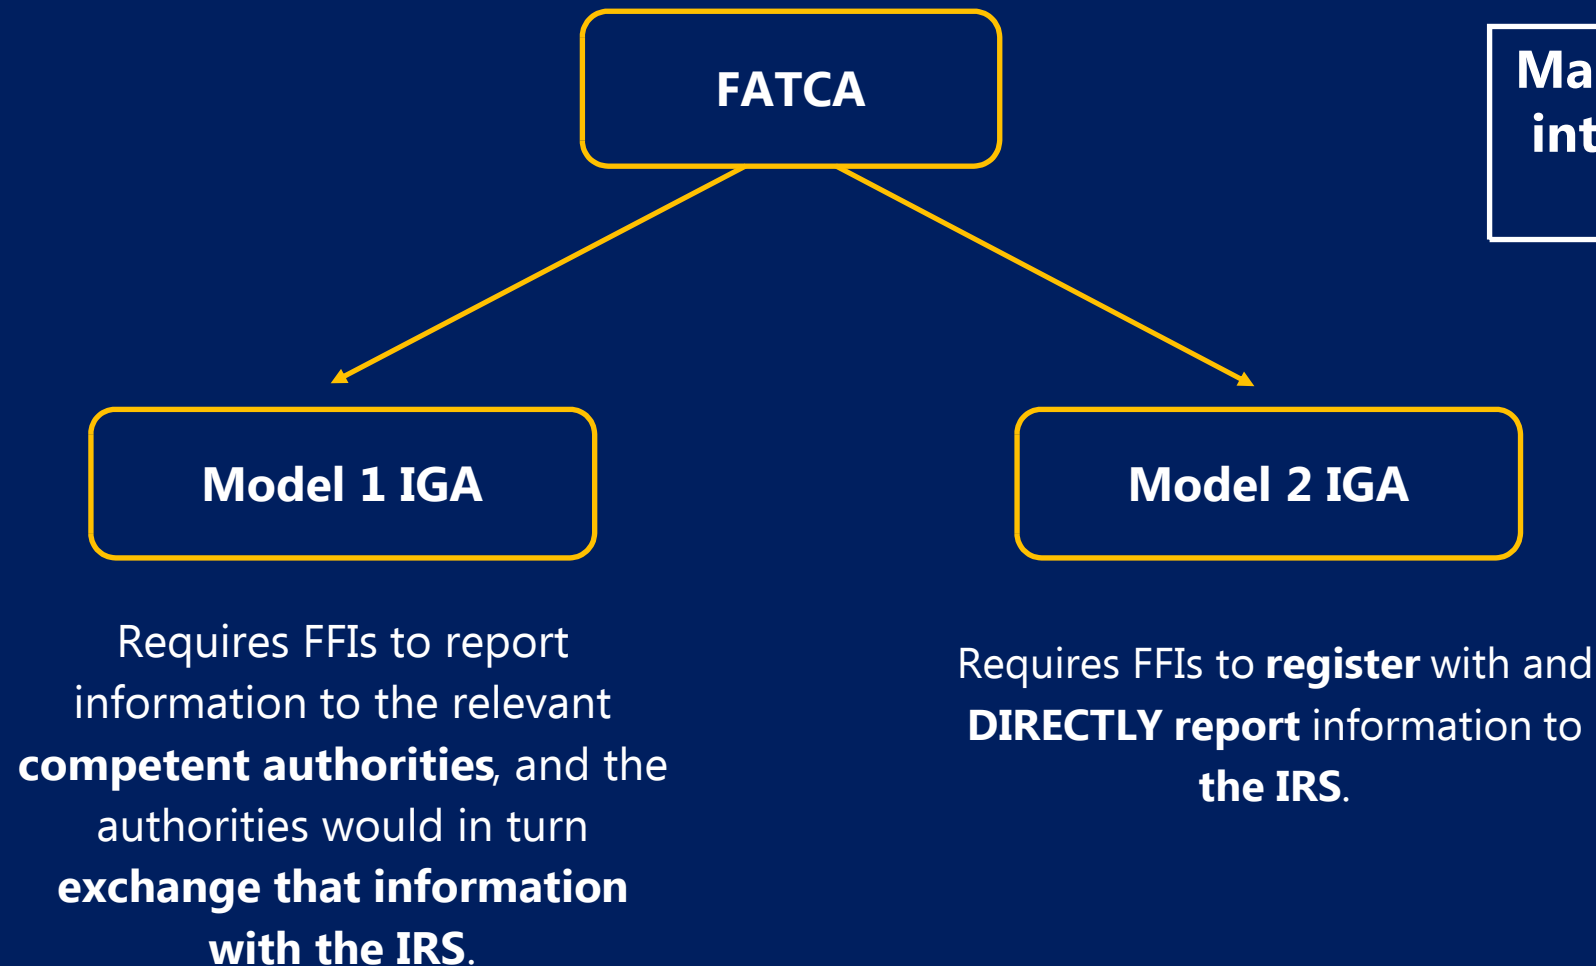 FATCA
Model 1 IGA
Requires FFIs to report
information to the relevant
competent authorities, and the
authorities would in turn
exchange that information
with the IRS.
Model 2 IGA
Requires FFIs to register with and
DIRECTLY report information to
the IRS.